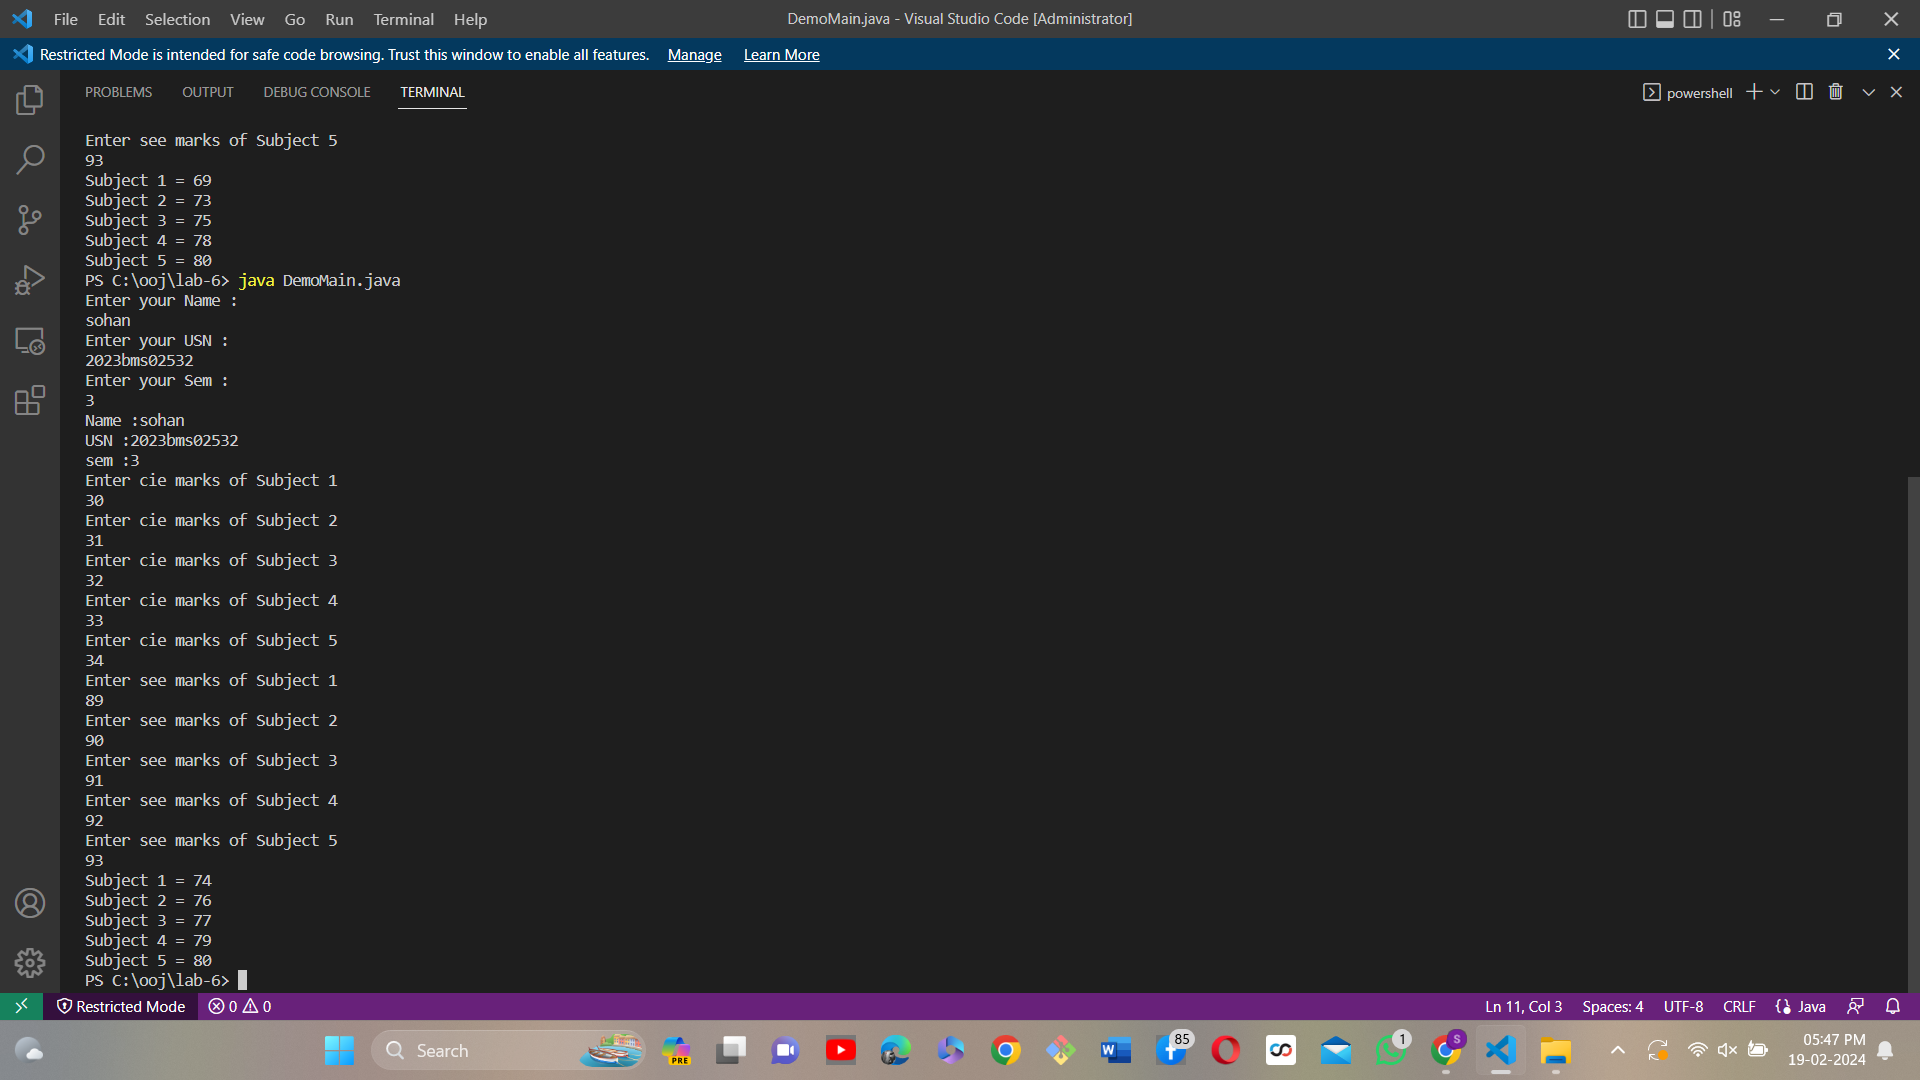 File Edit Selection View Go Run Terminal Help
DemoMain.java - Visual Studio Code [Administrator]
Restricted Mode is intended for safe code browsing. Trust this window to enable all features. Manage Learn More
PROBLEMS OUTPUT DEBUG CONSOLE TERMINAL
powershell
Enter see marks of Subject 5
93
Subject 1 = 69
Subject 2 = 73
Subject 3 = 75
Subject 4 = 78
Subject 5 = 80
PS C:\ooj\lab-6> java DemoMain.java
Enter your Name :
sohan
Enter your USN :
2023bms02532
Enter your Sem :
3
Name :sohan
USN :2023bms02532
sem :3
Enter cie marks of Subject 1
30
Enter cie marks of Subject 2
31
Enter cie marks of Subject 3
32
Enter cie marks of Subject 4
33
Enter cie marks of Subject 5
34
Enter see marks of Subject 1
89
Enter see marks of Subject 2
90
Enter see marks of Subject 3
91
Enter see marks of Subject 4
92
Enter see marks of Subject 5
93
Subject 1 = 74
Subject 2 = 76
Subject 3 = 77
Subject 4 = 79
Subject 5 = 80
PS C:\ooj\lab-6>
Restricted Mode 0 0
Ln 11, Col 3 Spaces: 4 UTF-8 CRLF Java
Search
PRE
85
1
S
05:47 PM
19-02-2024